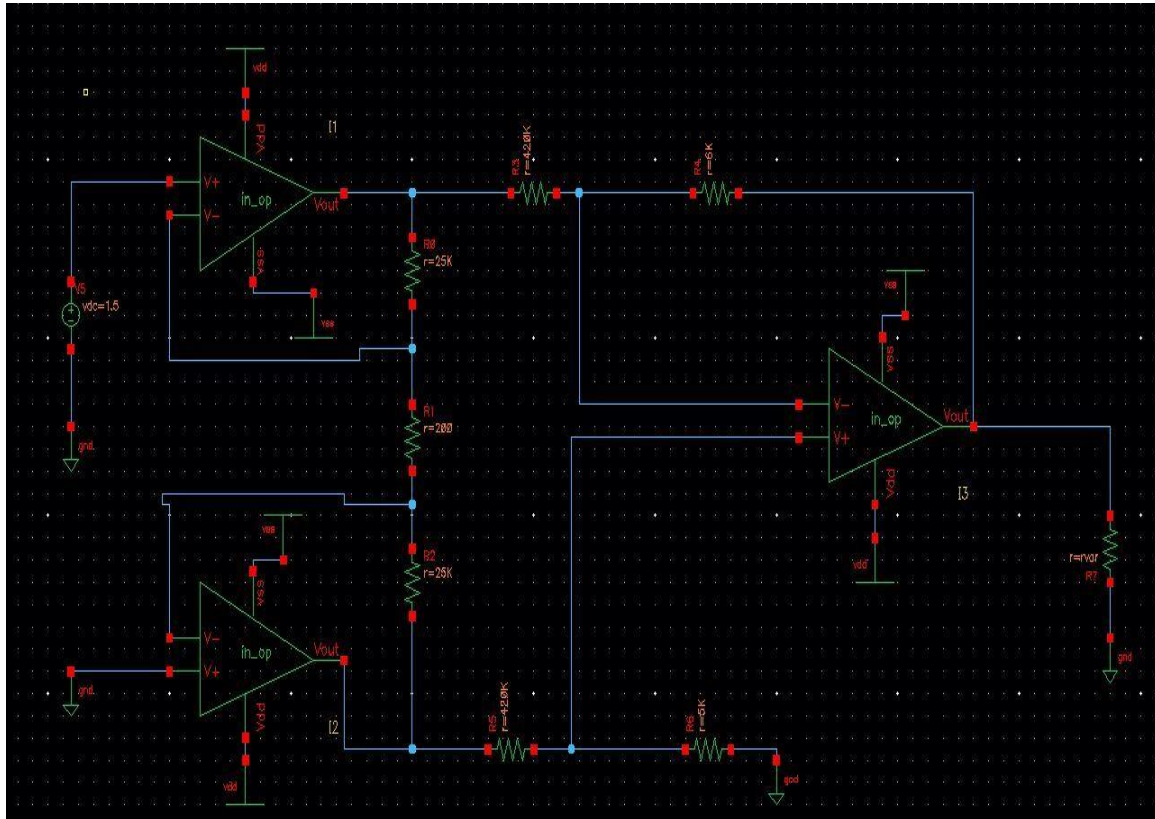 vdd
I1
Vdd
V+
in_op
Vout
V-
vss
vss
V5
vdc=1.5
gnd
R3
r=420K
R4
r=6K
R0
r=25K
R1
r=200
R2
r=25K
vss
vss
V-
in_op
Vout
V+
Vdd
I3
vdd
r=rvar
R7
gnd
vss
vss
V-
in_op
Vout
V+
gnd
Vdd
I2
vdd
R5
r=420K
R6
gnd